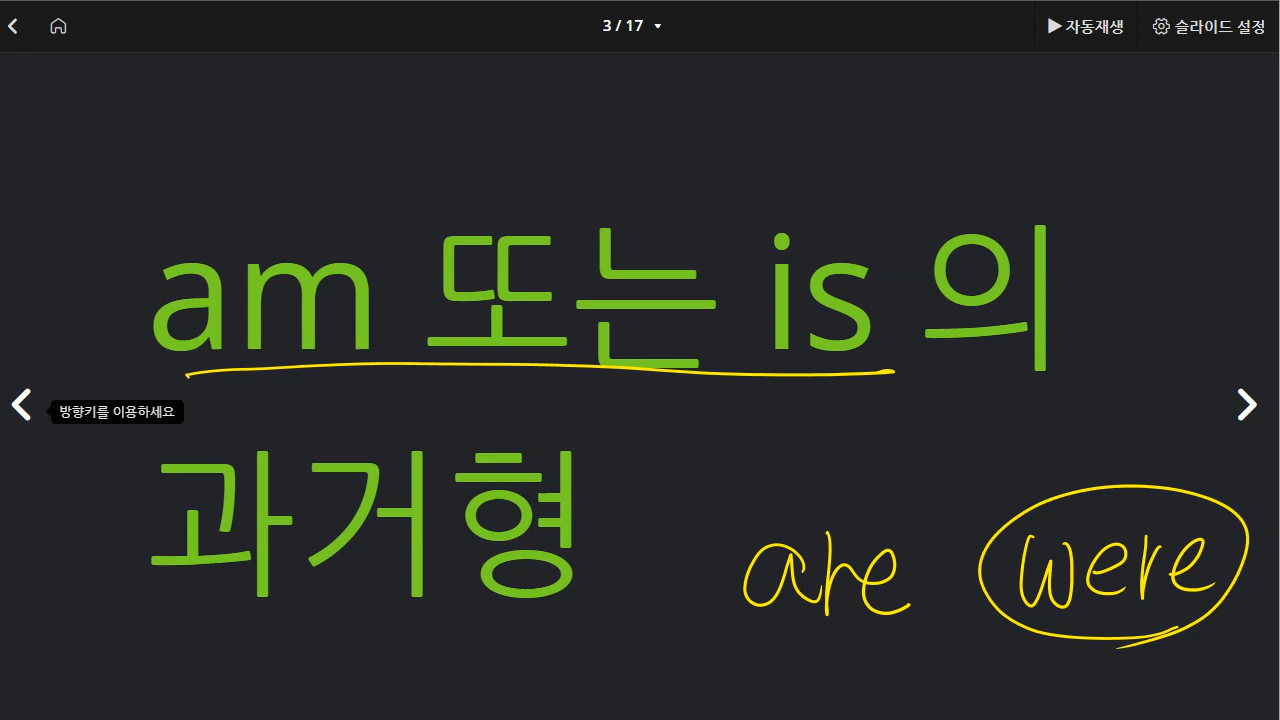 3 / 17
자동재생
슬라이드 설정
am 또는 is 의
방향키를 이용하세요
과거형
are were